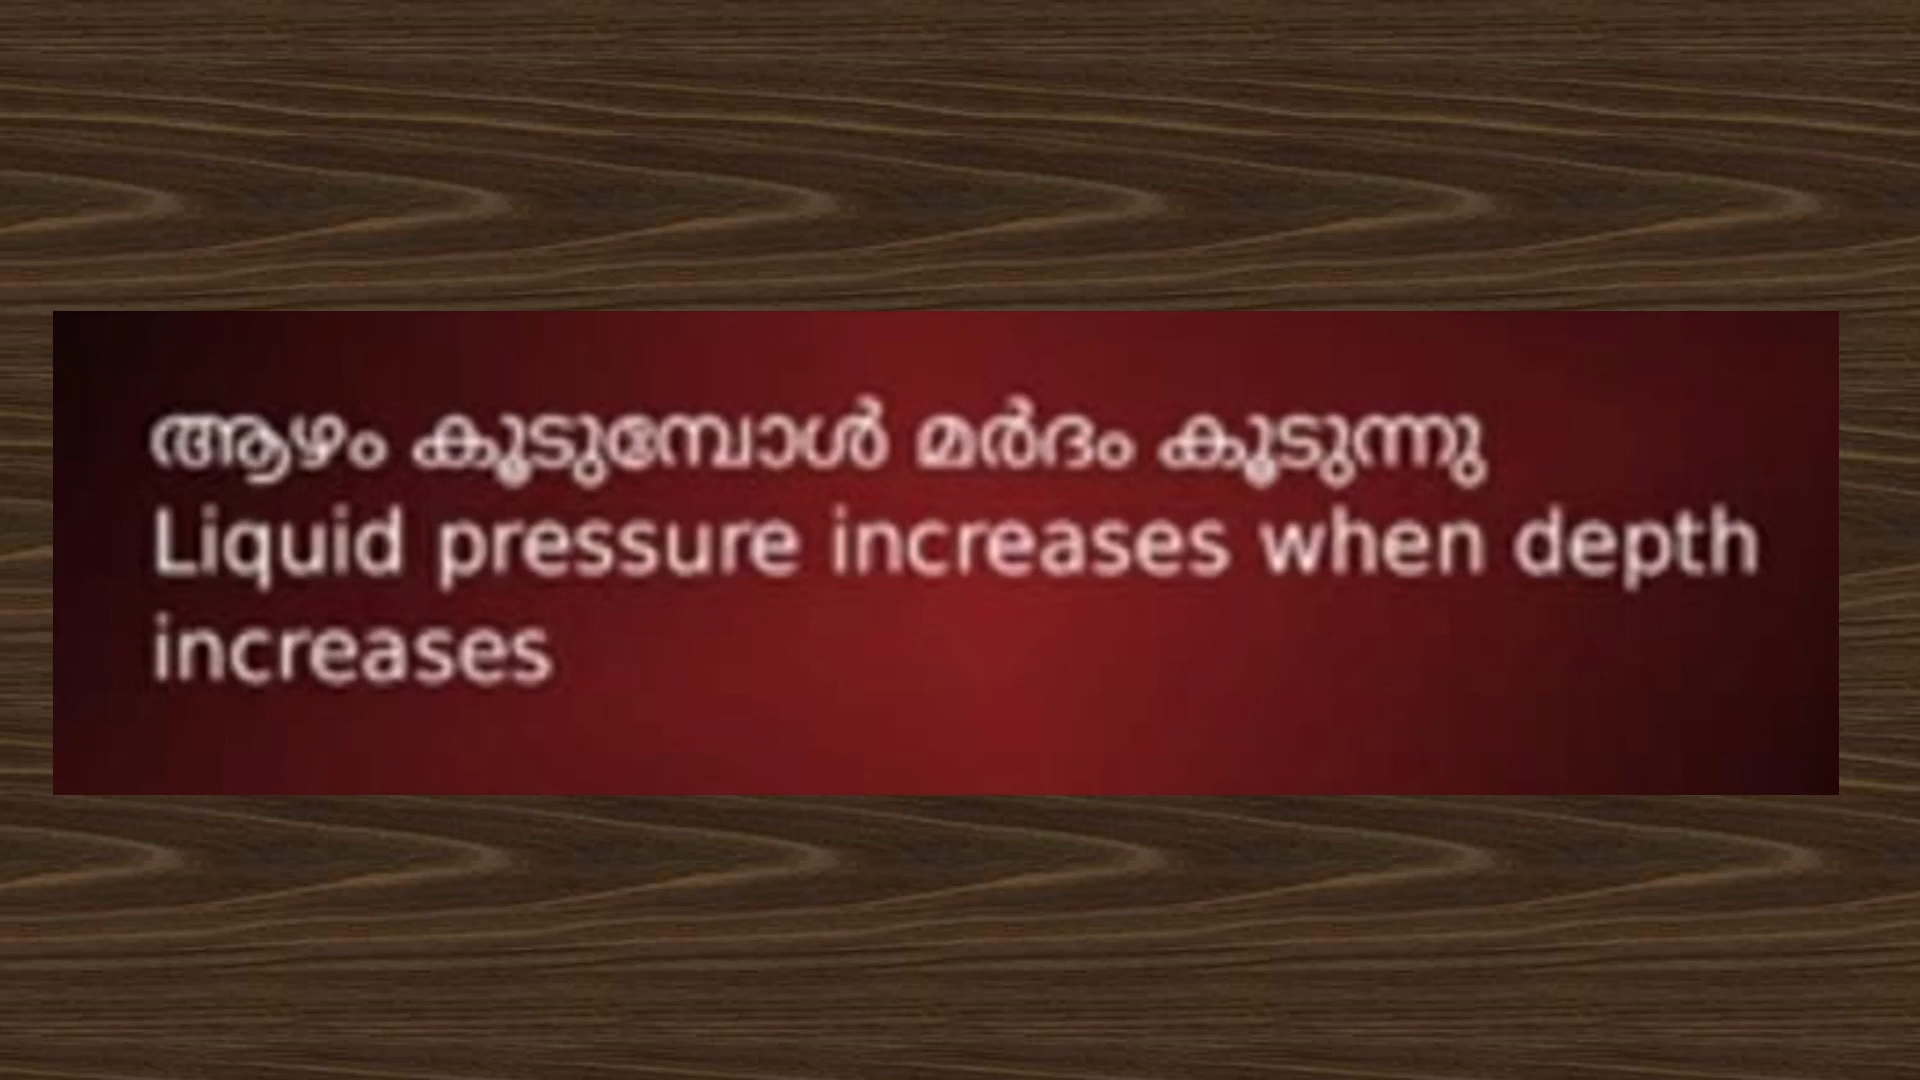 ആഴം കൂടുമ്പോൾ മർദം കൂടുന്നു
Liquid pressure increases when depth
increases